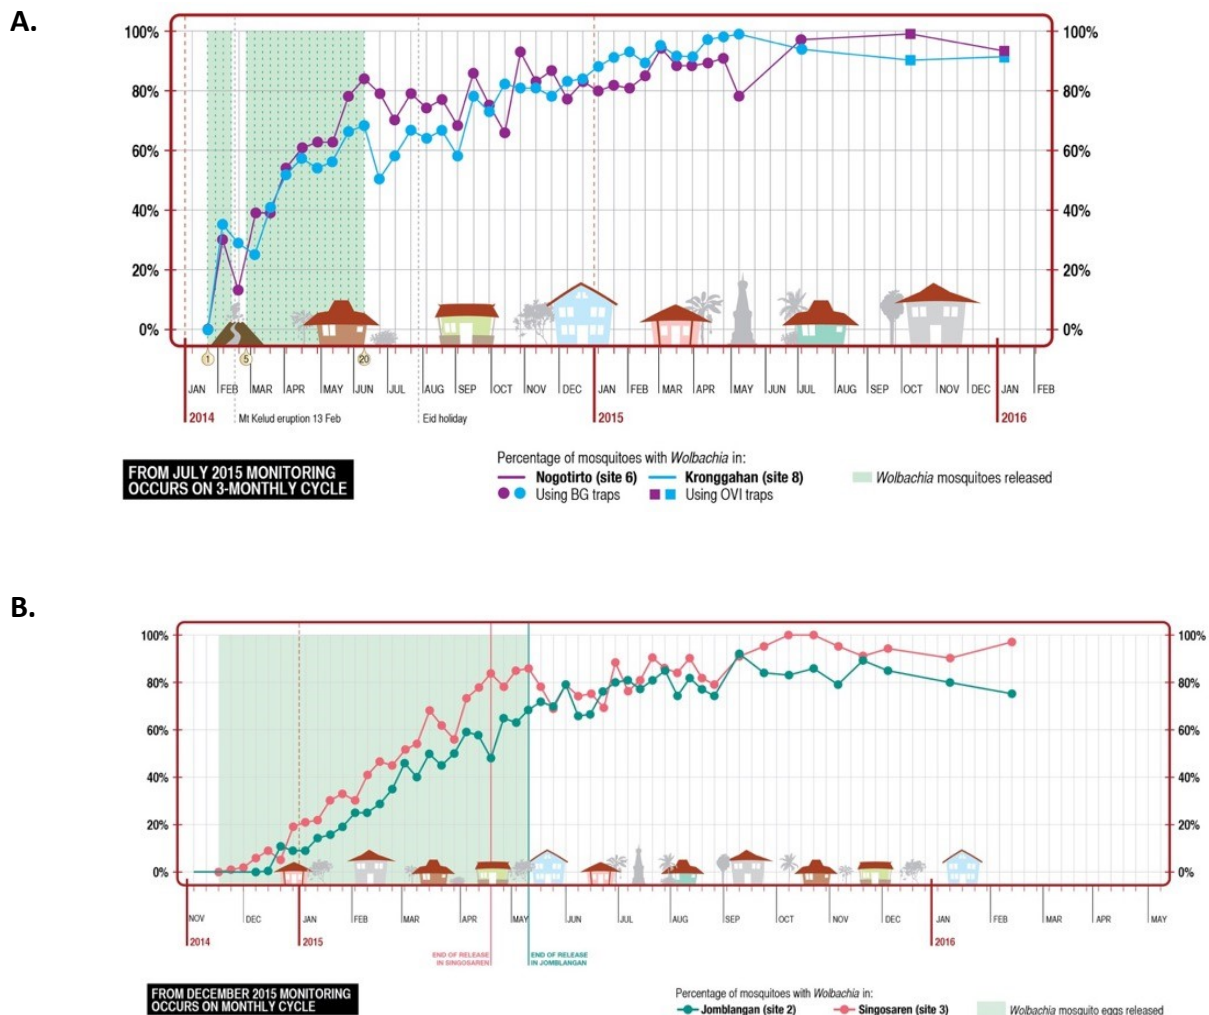 A.
100% 100%
80% 80%
60% 60%
40% 40%
20% 20%
0% 0%
1 5 20
JAN FEB MAR APR MAY JUN JUL AUG SEP OCT NOV DEC JAN FEB MAR APR MAY JUN JUL AUG SEP OCT NOV DEC JAN FEB
2014 Mt Kelud eruption 13 Feb Eid holiday 2015 2016
FROM JULY 2015 MONITORING
OCCURS ON 3-MONTHLY CYCLE
Percentage of mosquitoes with Wolbachia in:
Nogotirto (site 6) Kronggahan (site 8) Wolbachia mosquitoes released
Using BG traps Using OVI traps
B.
100% 100%
80% 80%
60% 60%
40% 40%
20% 20%
0% 0%
NOV DEC JAN FEB MAR APR MAY JUN JUL AUG SEP OCT NOV DEC JAN FEB MAR APR MAY
2014 2015 2016
END OF RELEASE
IN SINGOSAREN
END OF RELEASE
IN JOMBLANGAN
FROM DECEMBER 2015 MONITORING
OCCURS ON MONTHLY CYCLE
Percentage of mosquitoes with Wolbachia in:
Jomblangan (site 2) Singosaren (site 3) Wolbachia mosquito eggs released